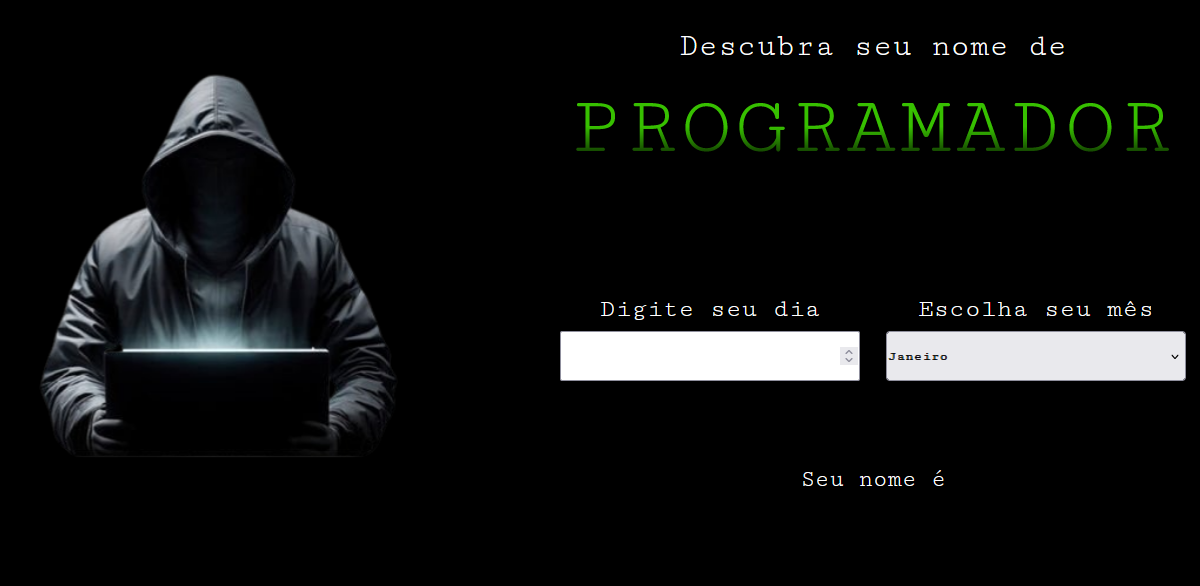 Descubra seu nome de
PROGRAMADOR
Digite seu dia
Escolha seu mês
Janeiro
Seu nome é